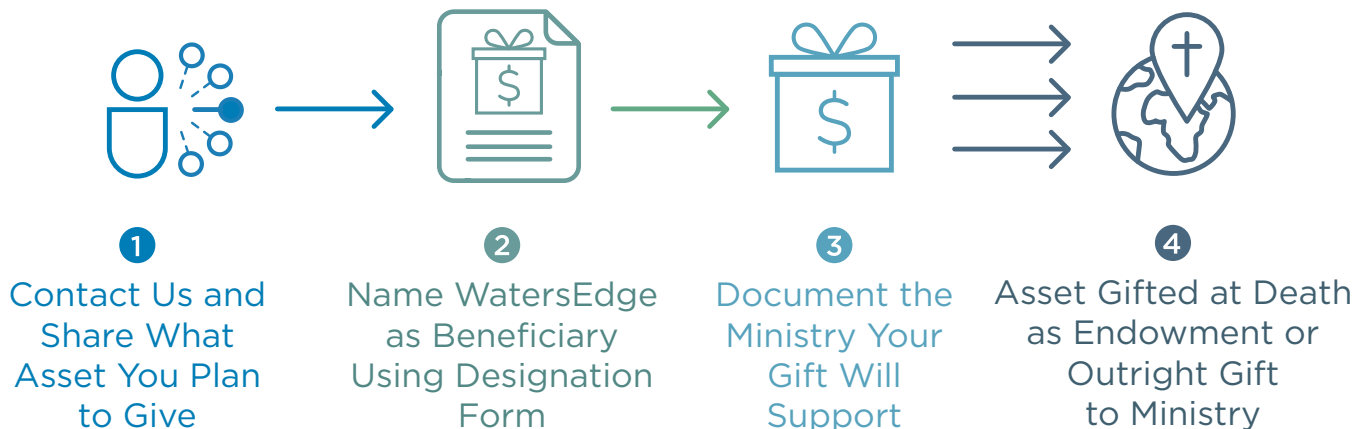 $
$
1
Contact Us and
Share What
Asset You Plan
to Give
2
Name WatersEdge
as Beneficiary
Using Designation
Form
3
Document the
Ministry Your
Gift Will
Support
4
Asset Gifted at Death
as Endowment or
Outright Gift
to Ministry